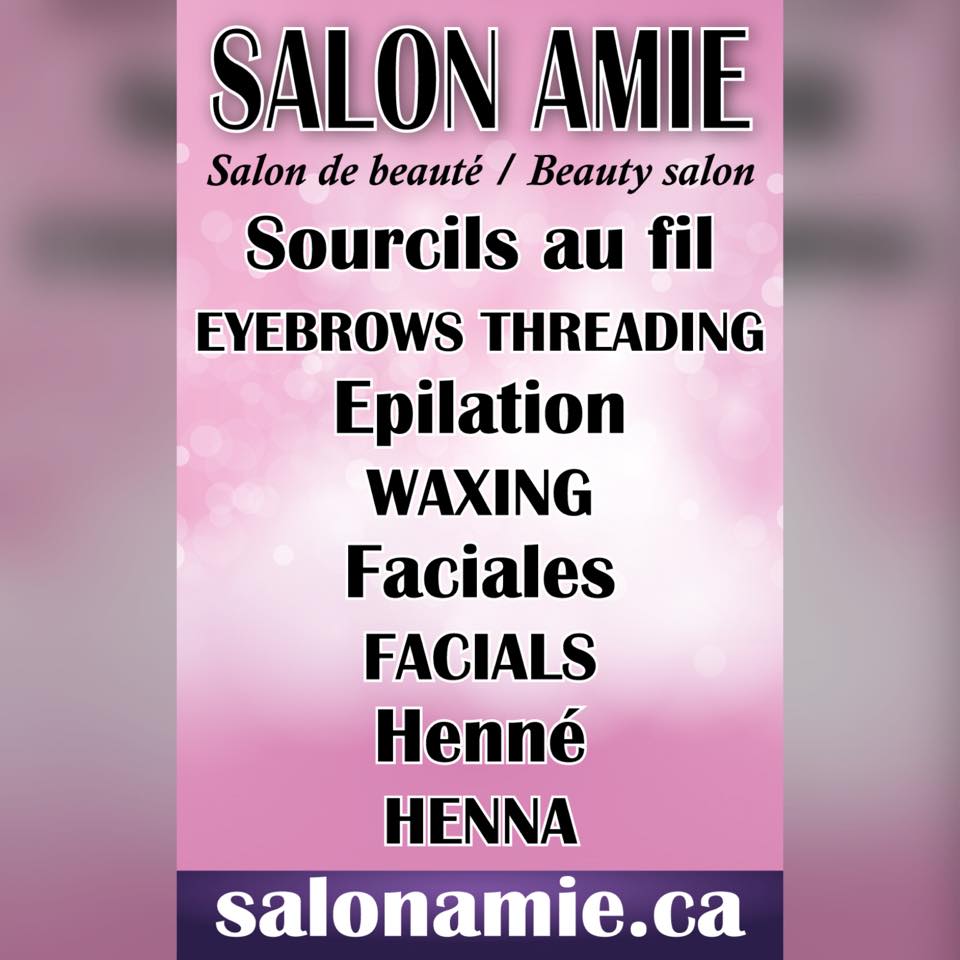 SALON AMIE
Salon de beauté / Beauty salon
Sourcils au fil
EYEBROWS THREADING
Epilation
WAXING
Faciales
FACIALS
Henné
HENNA
salonamie.ca